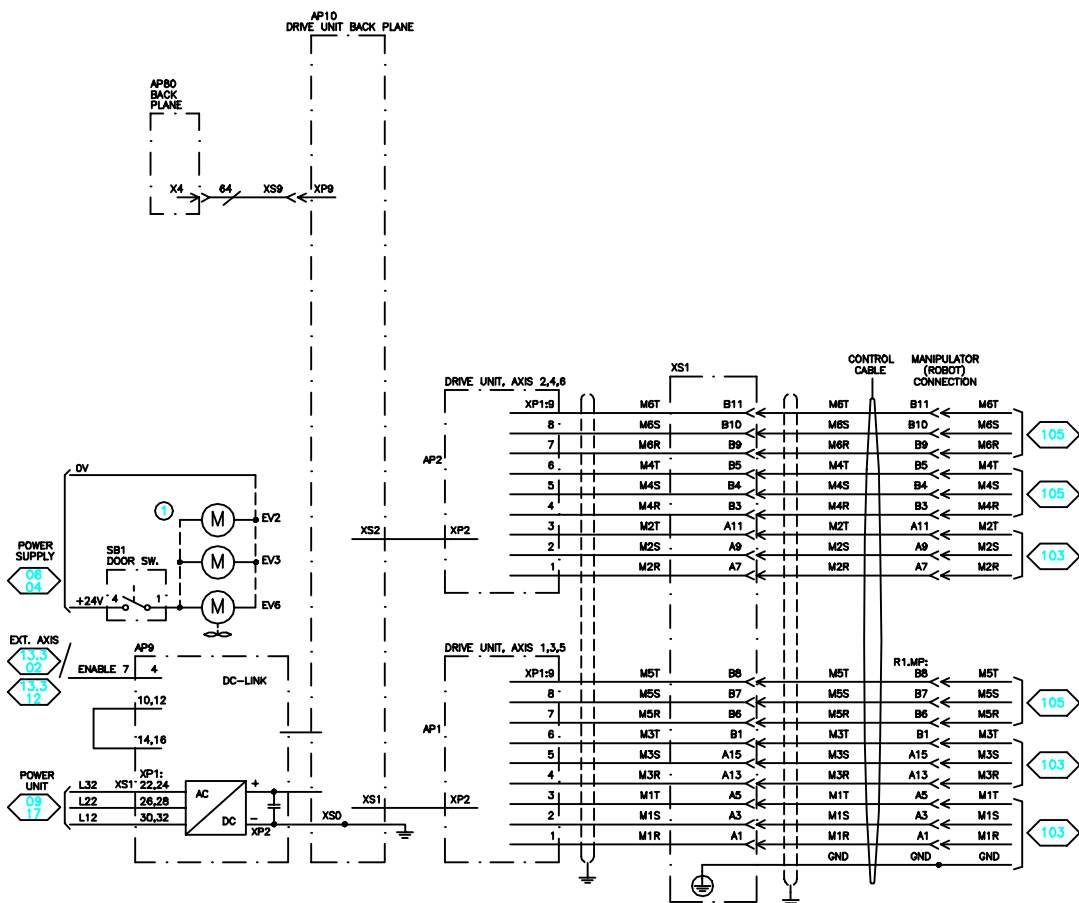 AP10
DRIVE UNIT BACK PLANE
AP80
BACK
PLANE
X4 64 XS9 XP9
CONTROL
CABLE
MANIPULATOR
(ROBOT)
CONNECTION
XS1
DRIVE UNIT, AXIS 2,4,6
AP2
XP1:9 M6T B11 M6T B11 M6T
8 M6S B10 M6S B10 M6S
7 M6R B9 M6R B9 M6R
105
6 M4T B5 M4T B5 M4T
5 M4S B4 M4S B4 M4S
4 M4R B3 M4R B3 M4R
105
3 M2T A11 M2T A11 M2T
2 M2S A9 M2S A9 M2S
1 M2R A7 M2R A7 M2R
103
XS2 XP2
0V
1
M EV2
M EV3
M EV6
POWER
SUPPLY
06
04
SB1
DOOR SW.
+24V 4 1
EXT. AXIS
13.3
02
13.3
12
ENABLE 7 4
AP9
DC-LINK
10,12
14,16
POWER
UNIT
09
17
XP1:
L32 XS1 22,24
L22 26,28
L12 30,32
AC
DC
+
-
XP2
XS0
XS1 XP2
DRIVE UNIT, AXIS 1,3,5
AP1
R1.MP:
XP1:9 M5T B8 M5T B8 M5T
8 M5S B7 M5S B7 M5S
7 M5R B6 M5R B6 M5R
105
6 M3T B1 M3T B1 M3T
5 M3S A15 M3S A15 M3S
4 M3R A13 M3R A13 M3R
103
3 M1T A5 M1T A5 M1T
2 M1S A3 M1S A3 M1S
1 M1R A1 M1R A1 M1R
103
GND GND GND